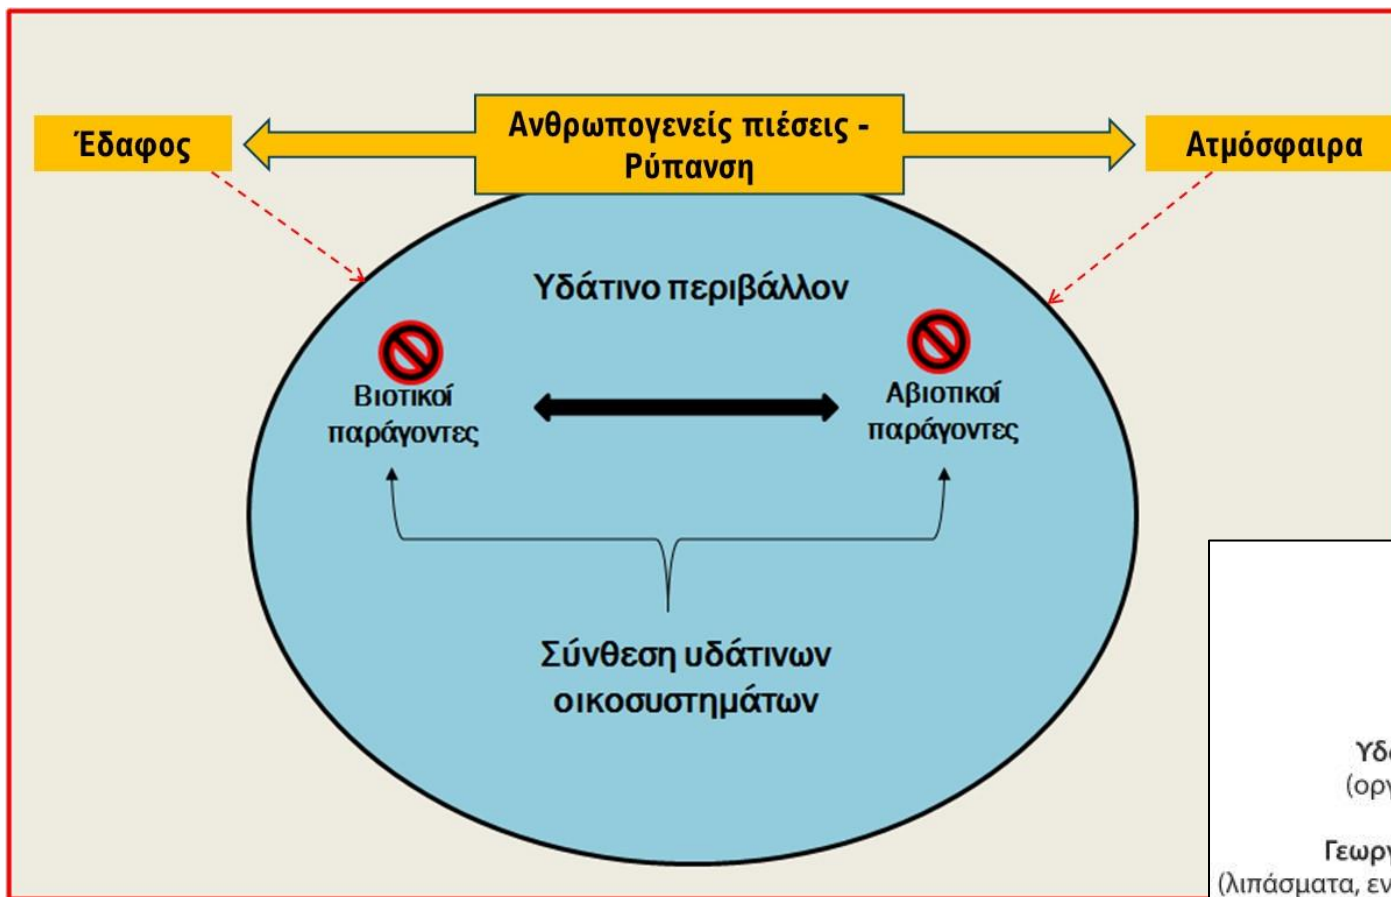 Έδαφος
Ανθρωπογενείς πιέσεις -
Ρύπανση
Ατμόσφαιρα
Υδάτινο περιβάλλον
Βιοτικοί
παράγοντες
Αβιοτικοί
παράγοντες
Σύνθεση υδάτινων
οικοσυστημάτων